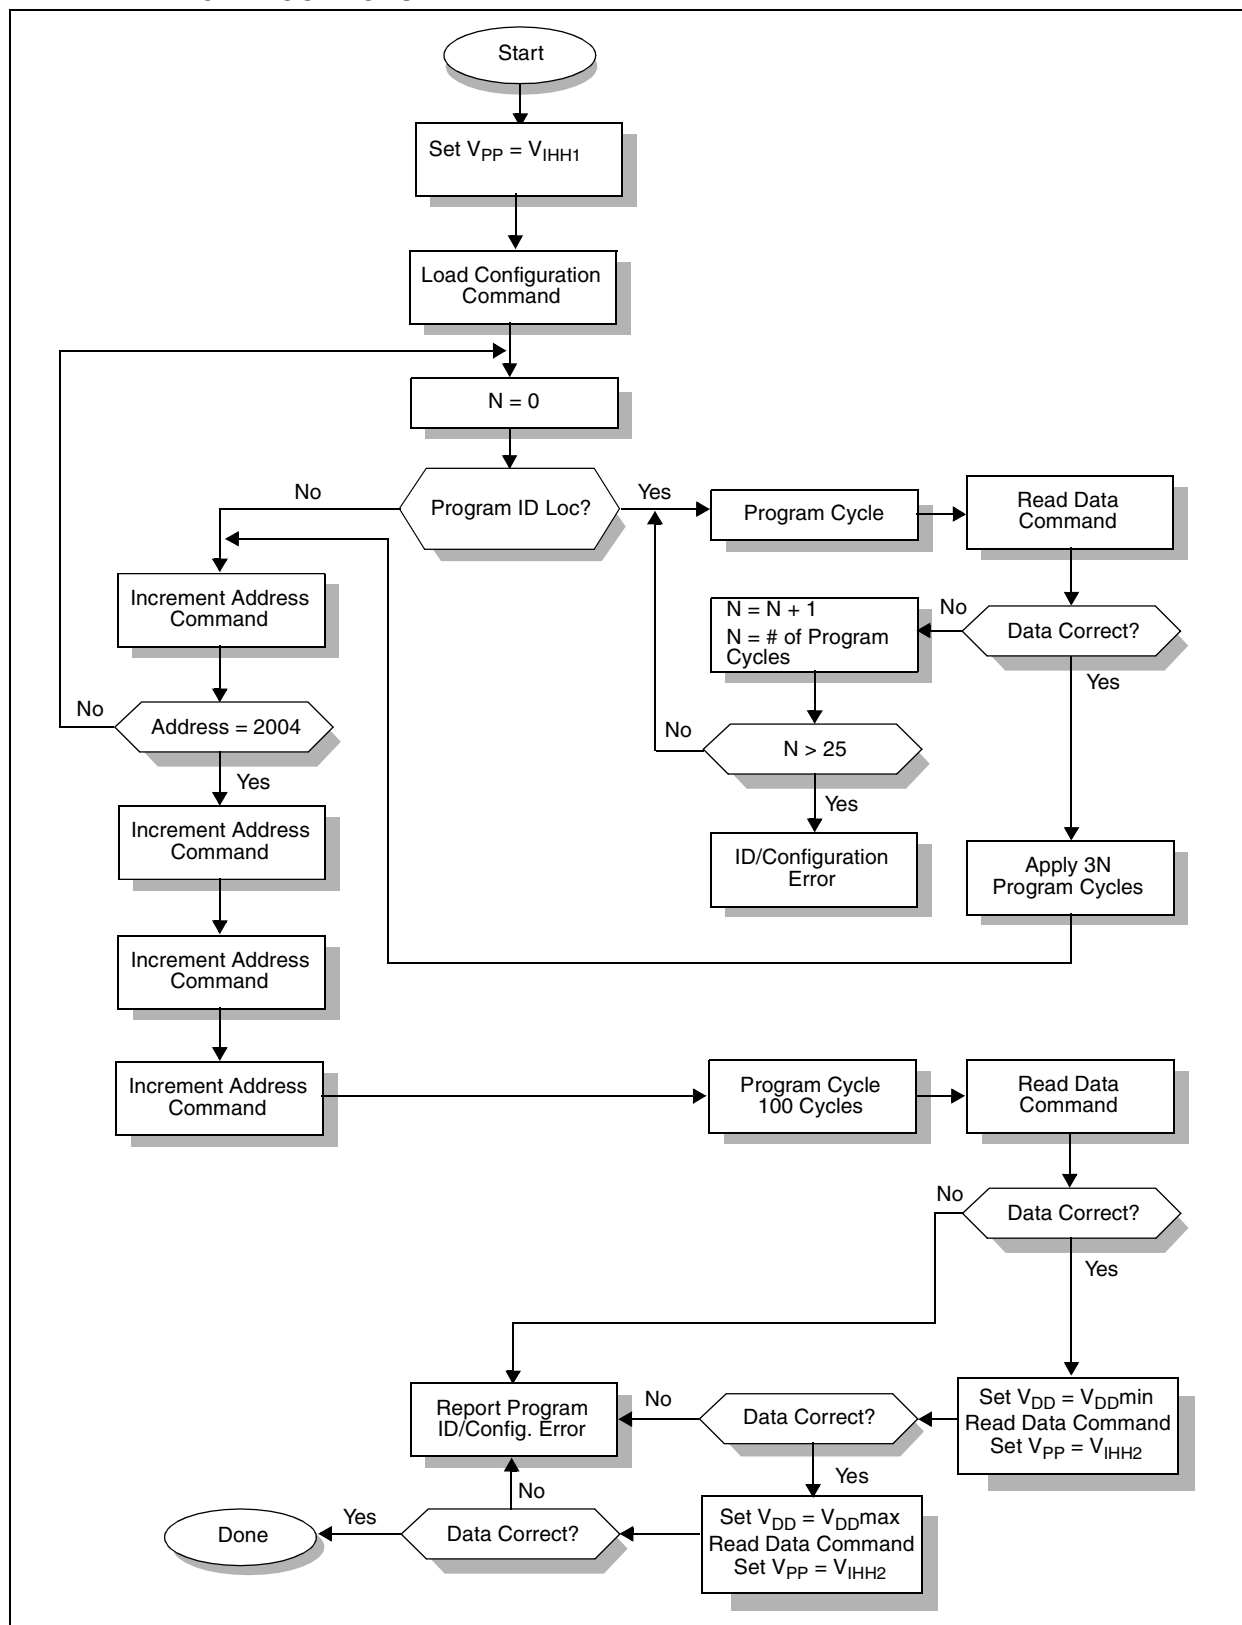 Start
Set VPP = VIHH1
Load Configuration
Command
N = 0
No
Program ID Loc?
Yes
Program Cycle
Read Data
Command
Increment Address
Command
N = N + 1
N = # of Program
Cycles
No
Data Correct?
Yes
No
Address = 2004
Yes
No
N > 25
Yes
Increment Address
Command
ID/Configuration
Error
Apply 3N
Program Cycles
Increment Address
Command
Increment Address
Command
Program Cycle
100 Cycles
Read Data
Command
No
Data Correct?
Yes
Report Program
ID/Config. Error
No
Data Correct?
Set VDD = VDDmin
Read Data Command
Set VPP = VIHH2
Yes
No
Done
Yes
Data Correct?
Set VDD = VDDmax
Read Data Command
Set VPP = VIHH2